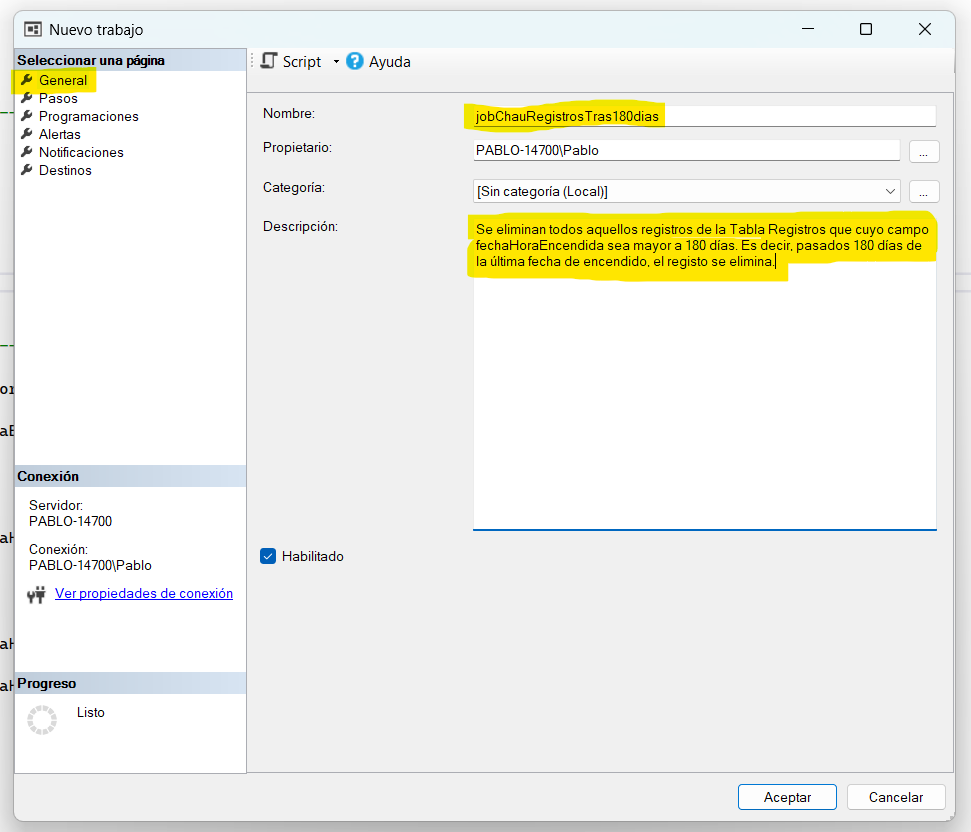 Nuevo trabajo
Seleccionar una página
General
Pasos
Programaciones
Alertas
Notificaciones
Destinos
Script
Ayuda
Nombre:
jobChauRegistrosTras180dias
Propietario:
PABLO-14700\Pablo
...
Categoría:
[Sin categoría (Local)]
...
Descripción:
Se eliminan todos aquellos registros de la Tabla Registros que cuyo campo
fechaHoraEncendida sea mayor a 180 días. Es decir, pasados 180 días de
la última fecha de encendido, el registo se elimina.
Habilitado
Conexión
Servidor:
PABLO-14700
Conexión:
PABLO-14700\Pablo
Ver propiedades de conexión
Progreso
Listo
Aceptar
Cancelar